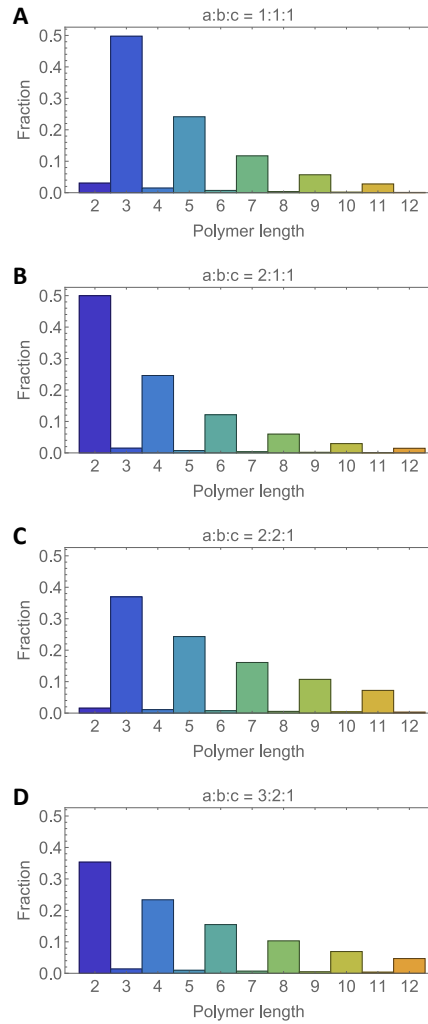 A
a:b:c = 1:1:1
0.5
0.4
0.3
0.2
0.1
0.0
Fraction
2 3 4 5 6 7 8 9 10 11 12
Polymer length
B
a:b:c = 2:1:1
0.5
0.4
0.3
0.2
0.1
0.0
Fraction
2 3 4 5 6 7 8 9 10 11 12
Polymer length
C
a:b:c = 2:2:1
0.5
0.4
0.3
0.2
0.1
0.0
Fraction
2 3 4 5 6 7 8 9 10 11 12
Polymer length
D
a:b:c = 3:2:1
0.5
0.4
0.3
0.2
0.1
0.0
Fraction
2 3 4 5 6 7 8 9 10 11 12
Polymer length